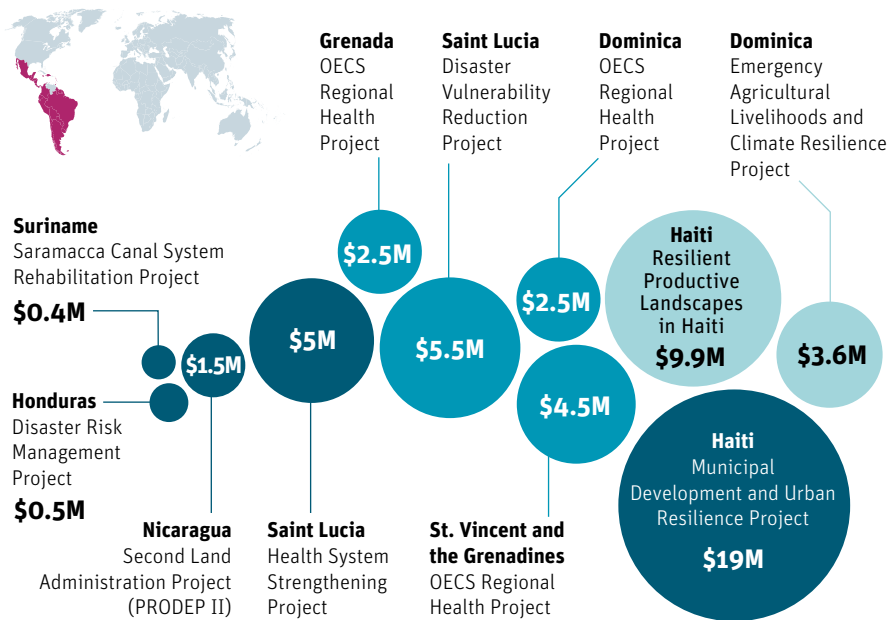 Grenada
OECS
Regional
Health
Project
Saint Lucia
Disaster
Vulnerability
Reduction
Project
Dominica
OECS
Regional
Health
Project
Dominica
Emergency
Agricultural
Livelihoods and
Climate Resilience
Project
Suriname
Saramacca Canal System
Rehabilitation Project
$0.4M
Honduras
Disaster Risk
Management
Project
$0.5M
$1.5M
$5M
$2.5M
$5.5M
$2.5M
$4.5M
Haiti
Resilient
Productive
Landscapes
in Haiti
$9.9M
$3.6M
Haiti
Municipal
Development and Urban
Resilience Project
$19M
Nicaragua
Second Land
Administration Project
(PRODEP II)
Saint Lucia
Health System
Strengthening
Project
St. Vincent and
the Grenadines
OECS Regional
Health Project